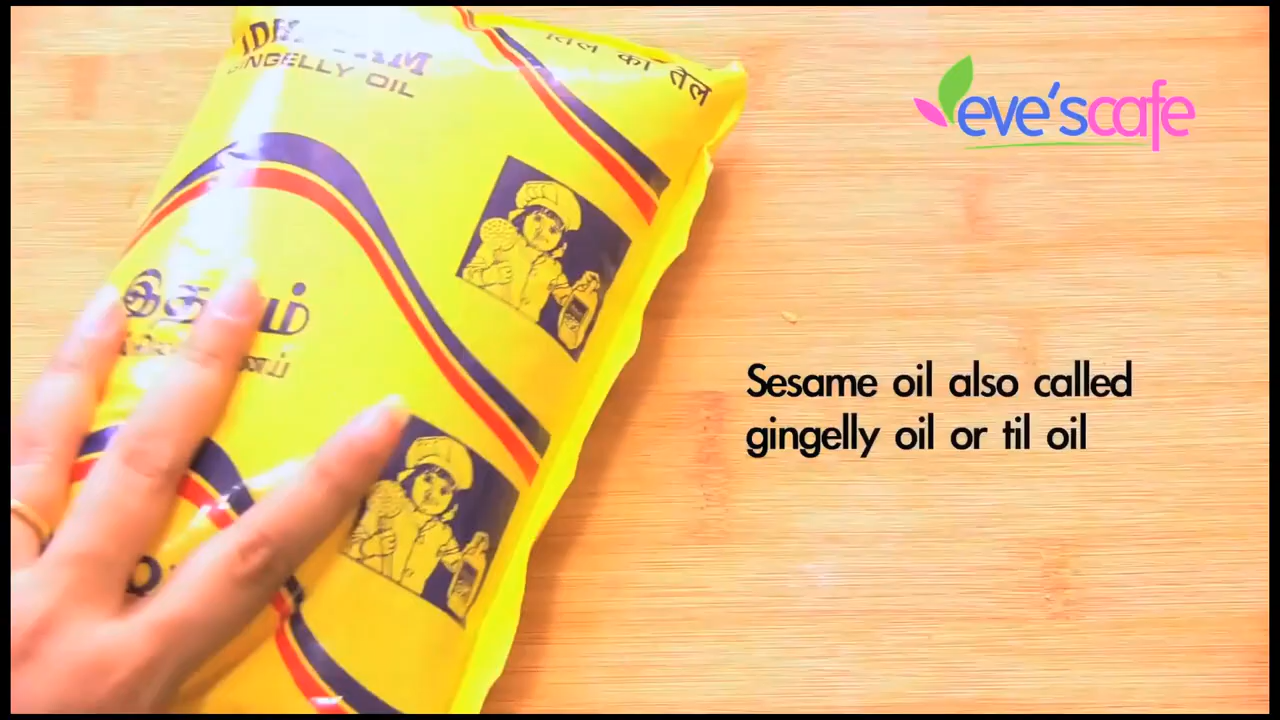 GINGELLY OIL
तिल का तेल
eve'scafe
Sesame oil also called
gingelly oil or til oil